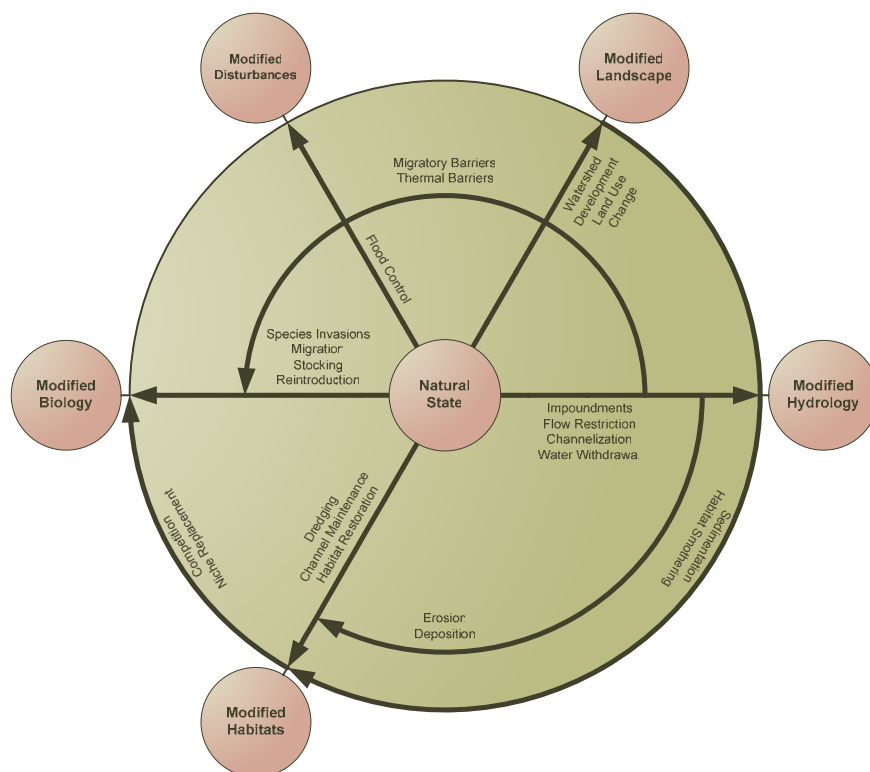 Modified
Disturbances
Modified
Landscape
Migratory Barriers
Thermal Barriers
Watershed
Development
Land Use
Change
Flood Control
Species Invasions
Migration
Stocking
Reintroduction
Modified
Biology
Natural
State
Modified
Hydrology
Impoundments
Flow Restriction
Channelization
Water Withdrawa
Dredging
Channel Maintenance
Habitat Restoration
Competition
Niche Replacement
Sedimentation
Habitat Smothering
Erosion
Deposition
Modified
Habitats